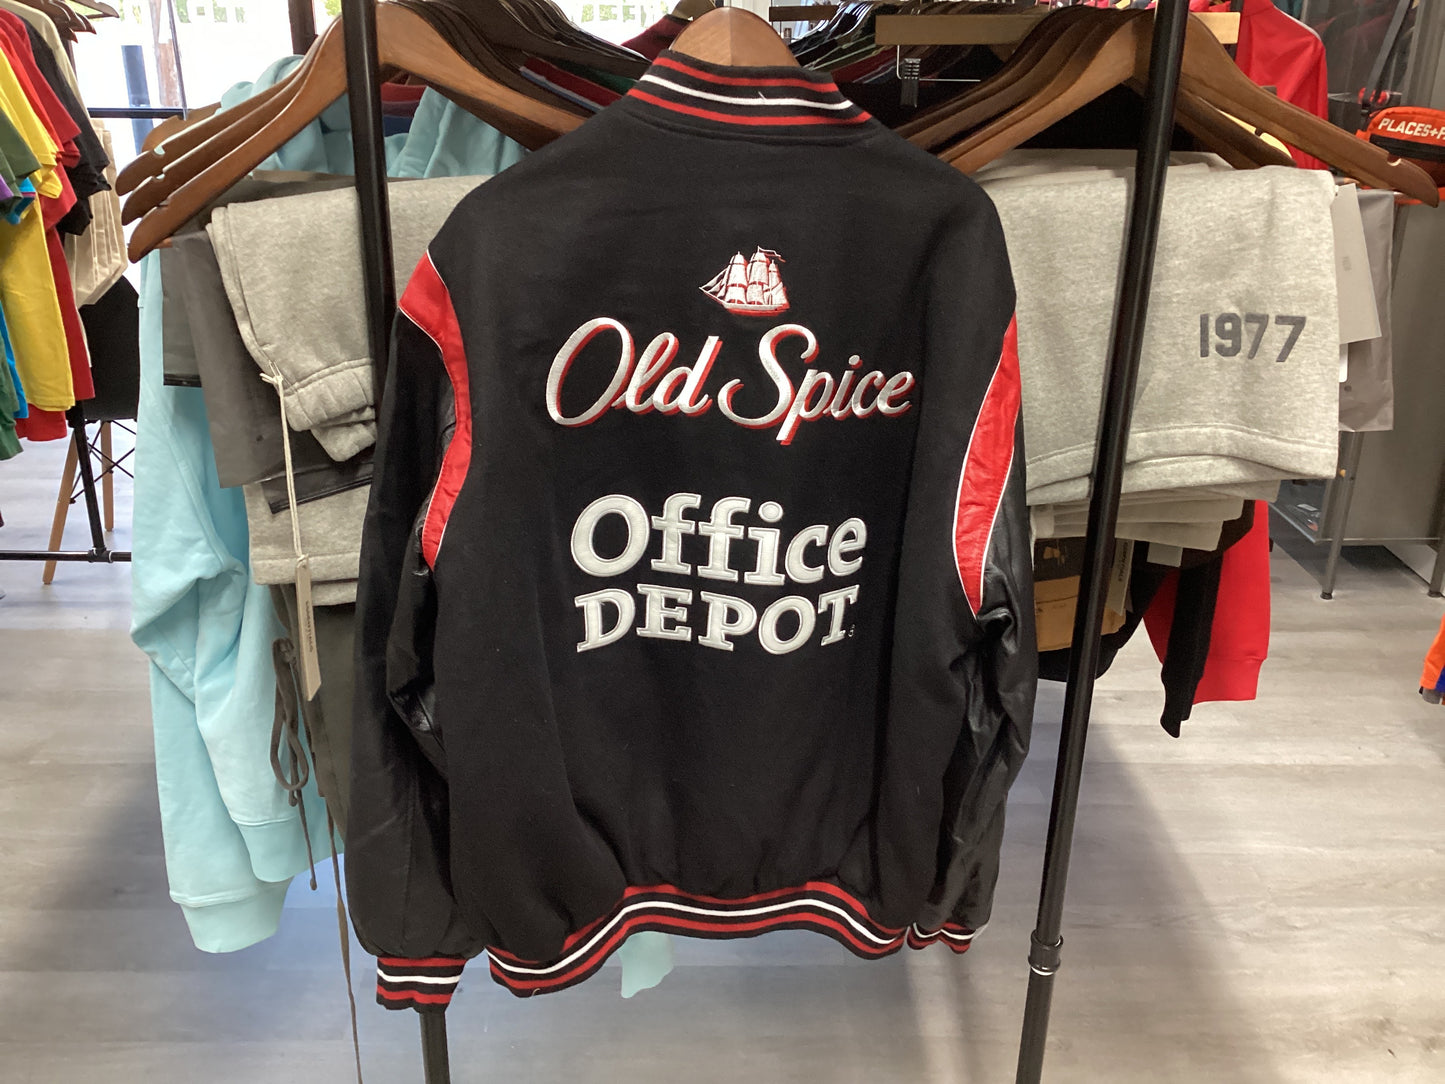 PLACES+F
Old Spice
1977
Office
DEPOT